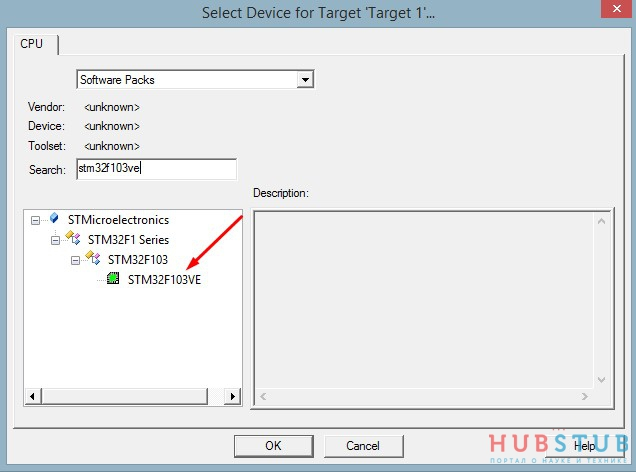 Select Device for Target 'Target 1'...
CPU
Software Packs
Vendor: <unknown>
Device: <unknown>
Toolset: <unknown>
Search: stm32f103ve
Description:
STMicroelectronics
STM32F1 Series
STM32F103
STM32F103VE
OK Cancel Help
HUBSTUB
ПОРТАЛ О НАУКЕ И ТЕХНИКЕ